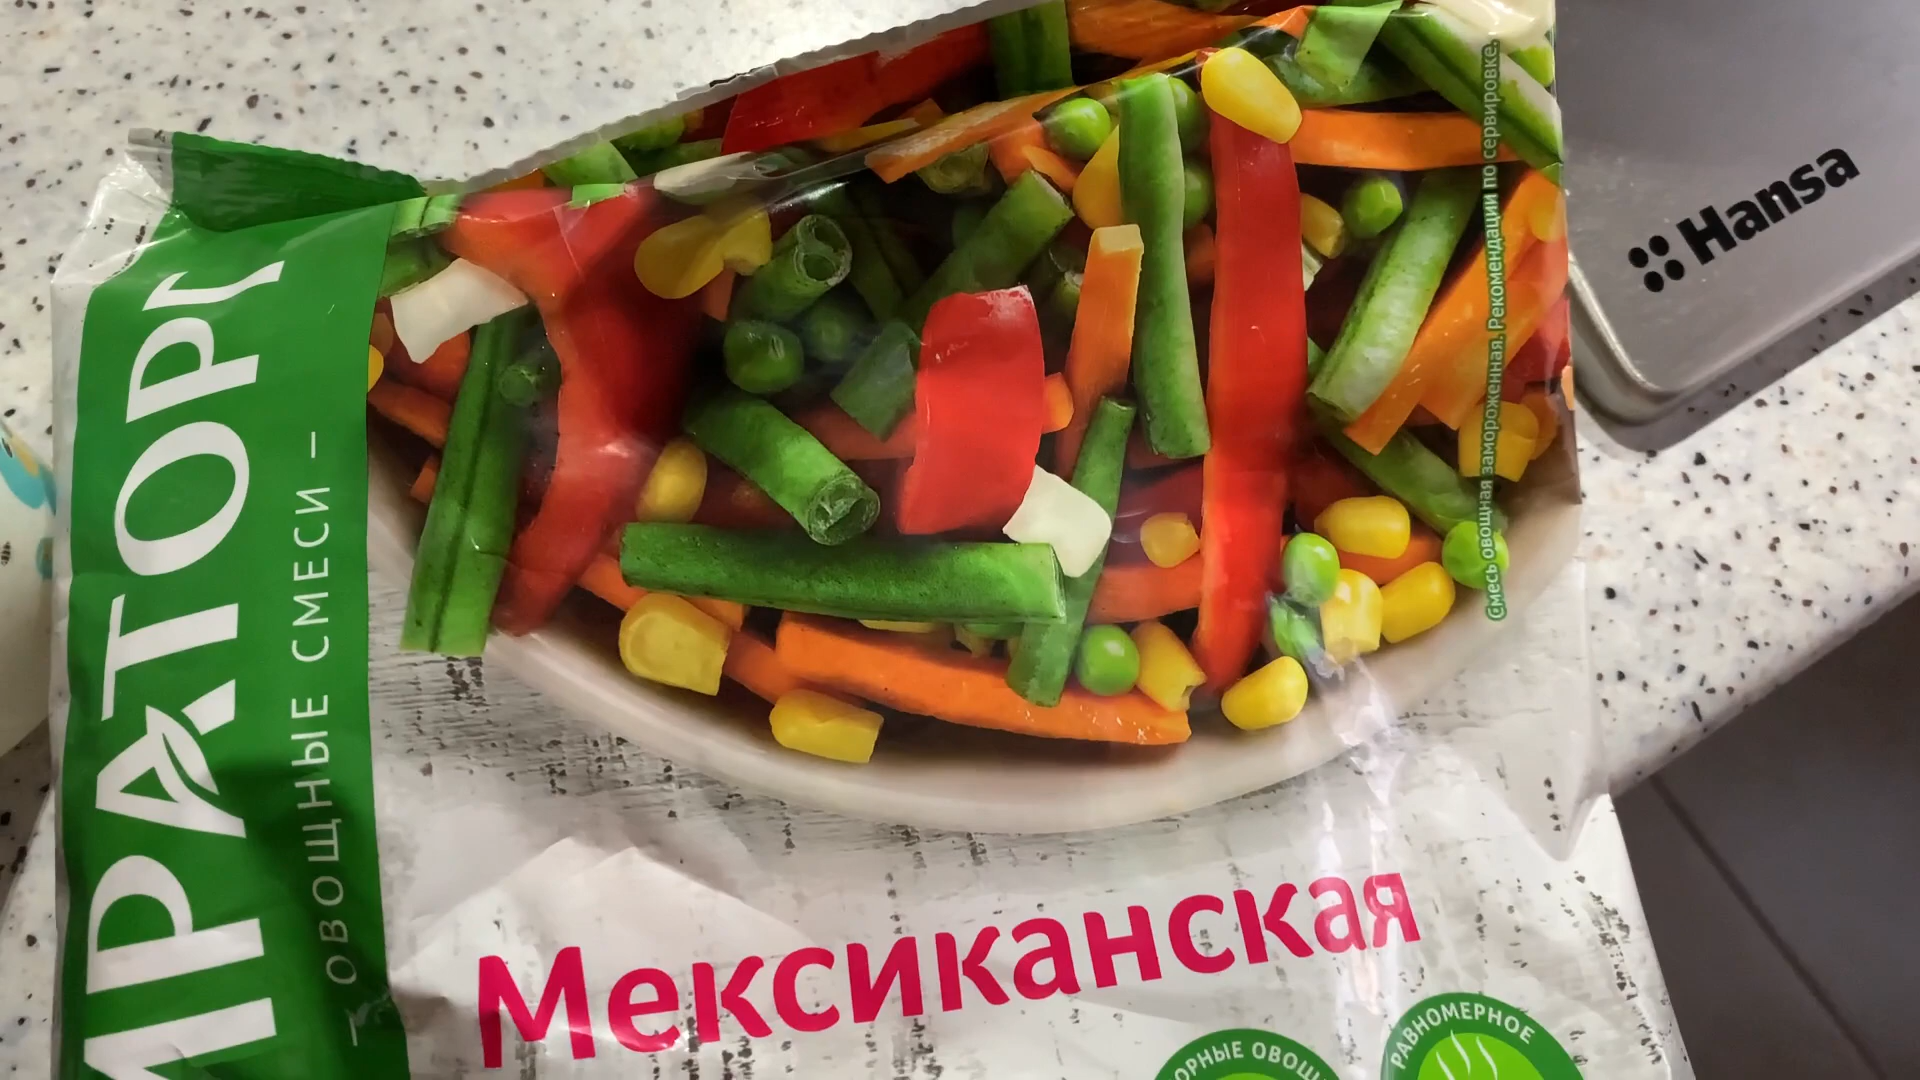 ИРАТОРГ
— ОВОЩНЫЕ СМЕСИ —
Смесь овощная замороженная. Рекомендации по сервировке.
Hansa
Мексиканская
ОРНЫЕ ОВОЩ
РАВНОМЕРНОЕ